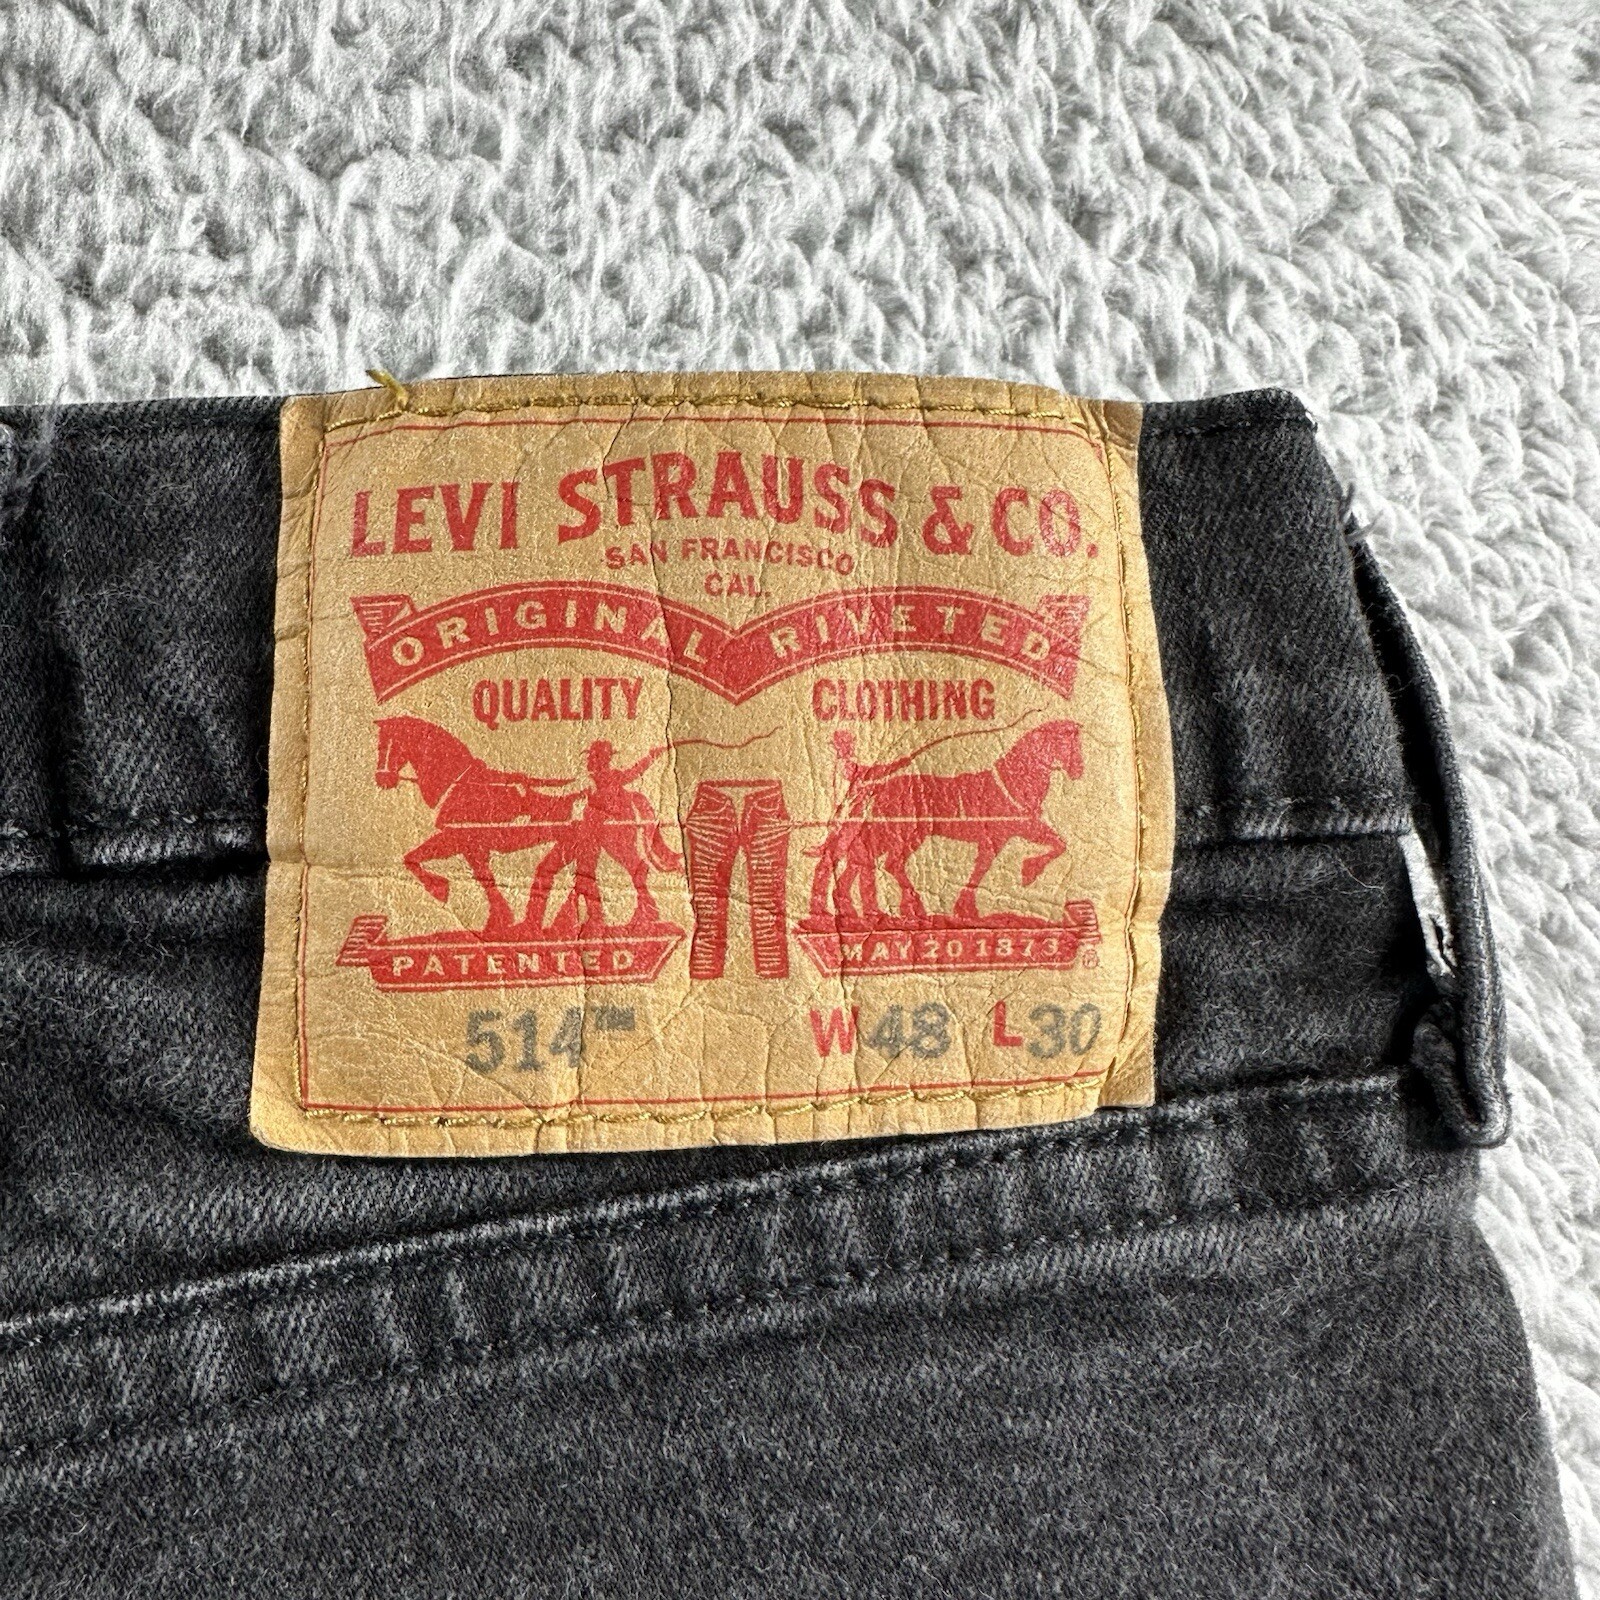 LEVI STRAUSS & CO.
SAN FRANCISCO
CAL.
ORIGINAL RIVETED
QUALITY CLOTHING
PATENTED MAY 20 1873 ®
514™ W48 L30